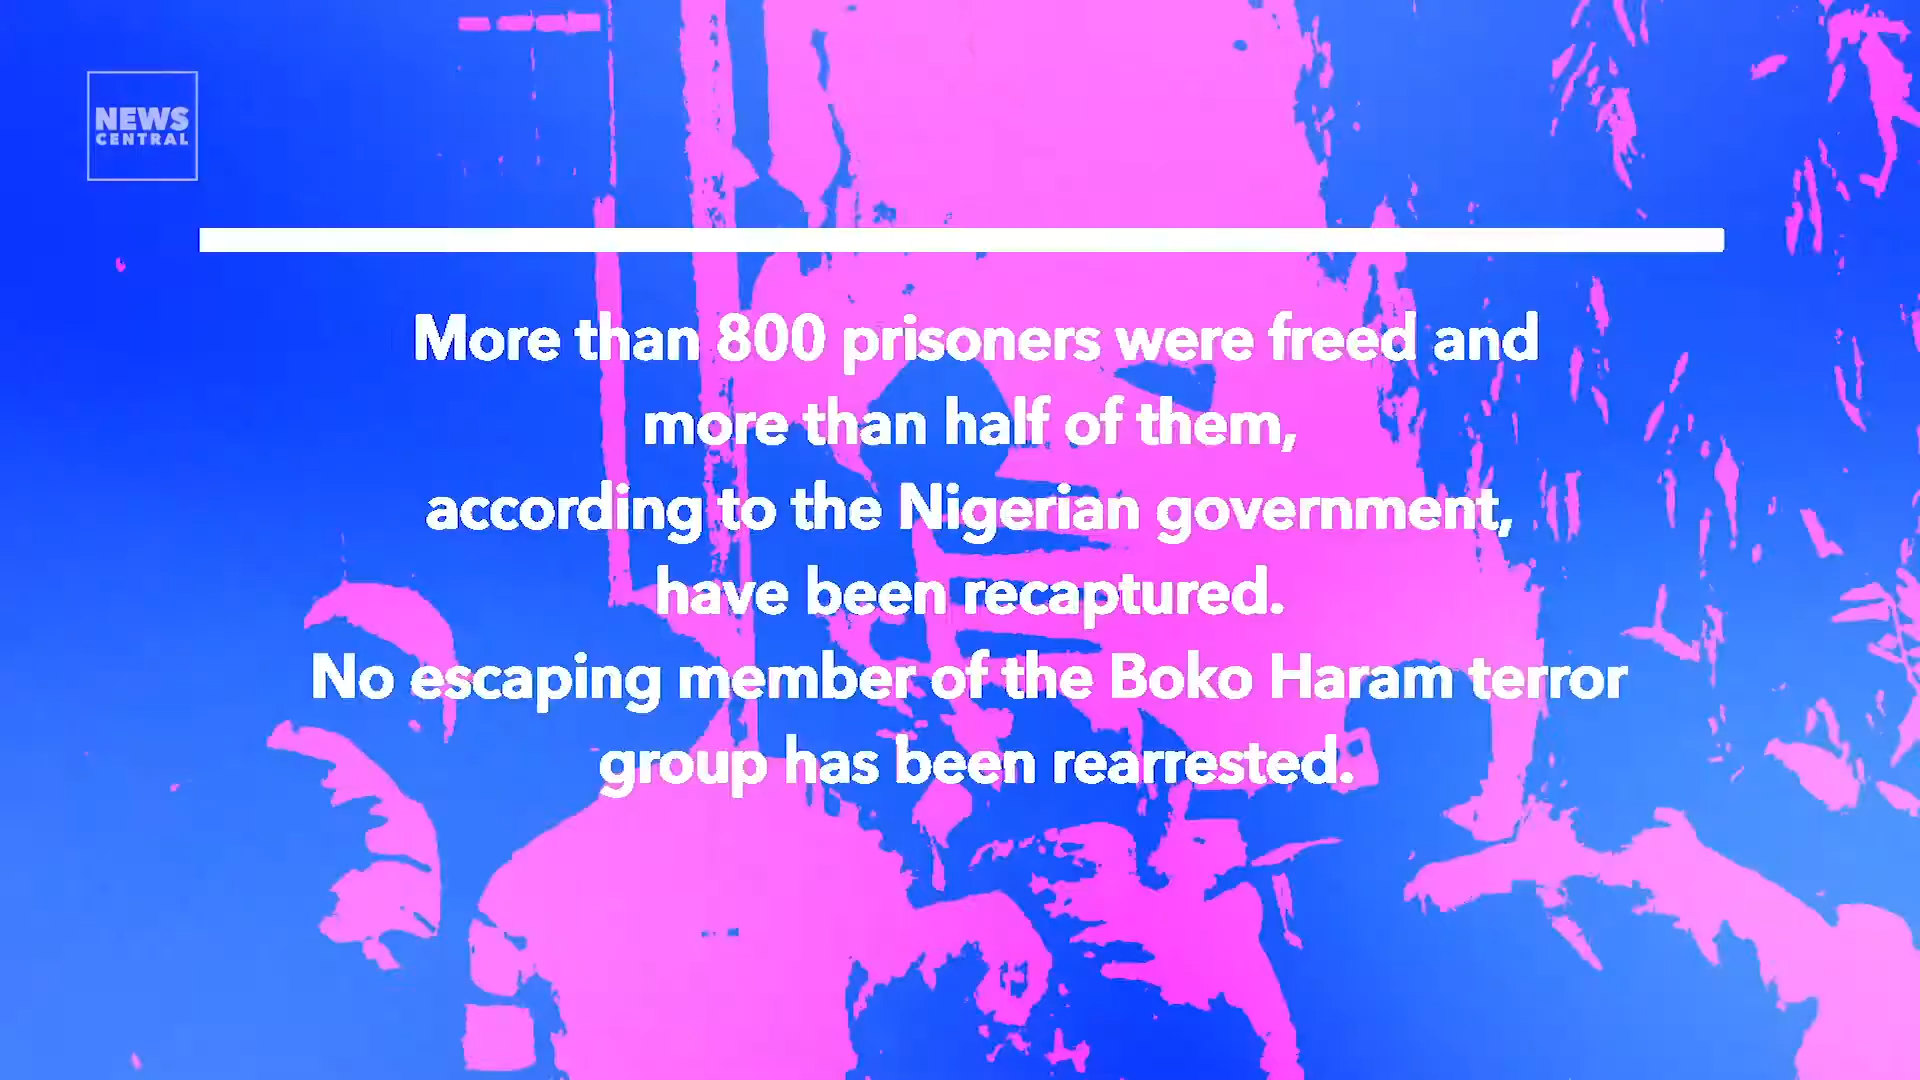 NEWS
CENTRAL
More than 800 prisoners were freed and
more than half of them,
according to the Nigerian government,
have been recaptured.
No escaping member of the Boko Haram terror
group has been rearrested.